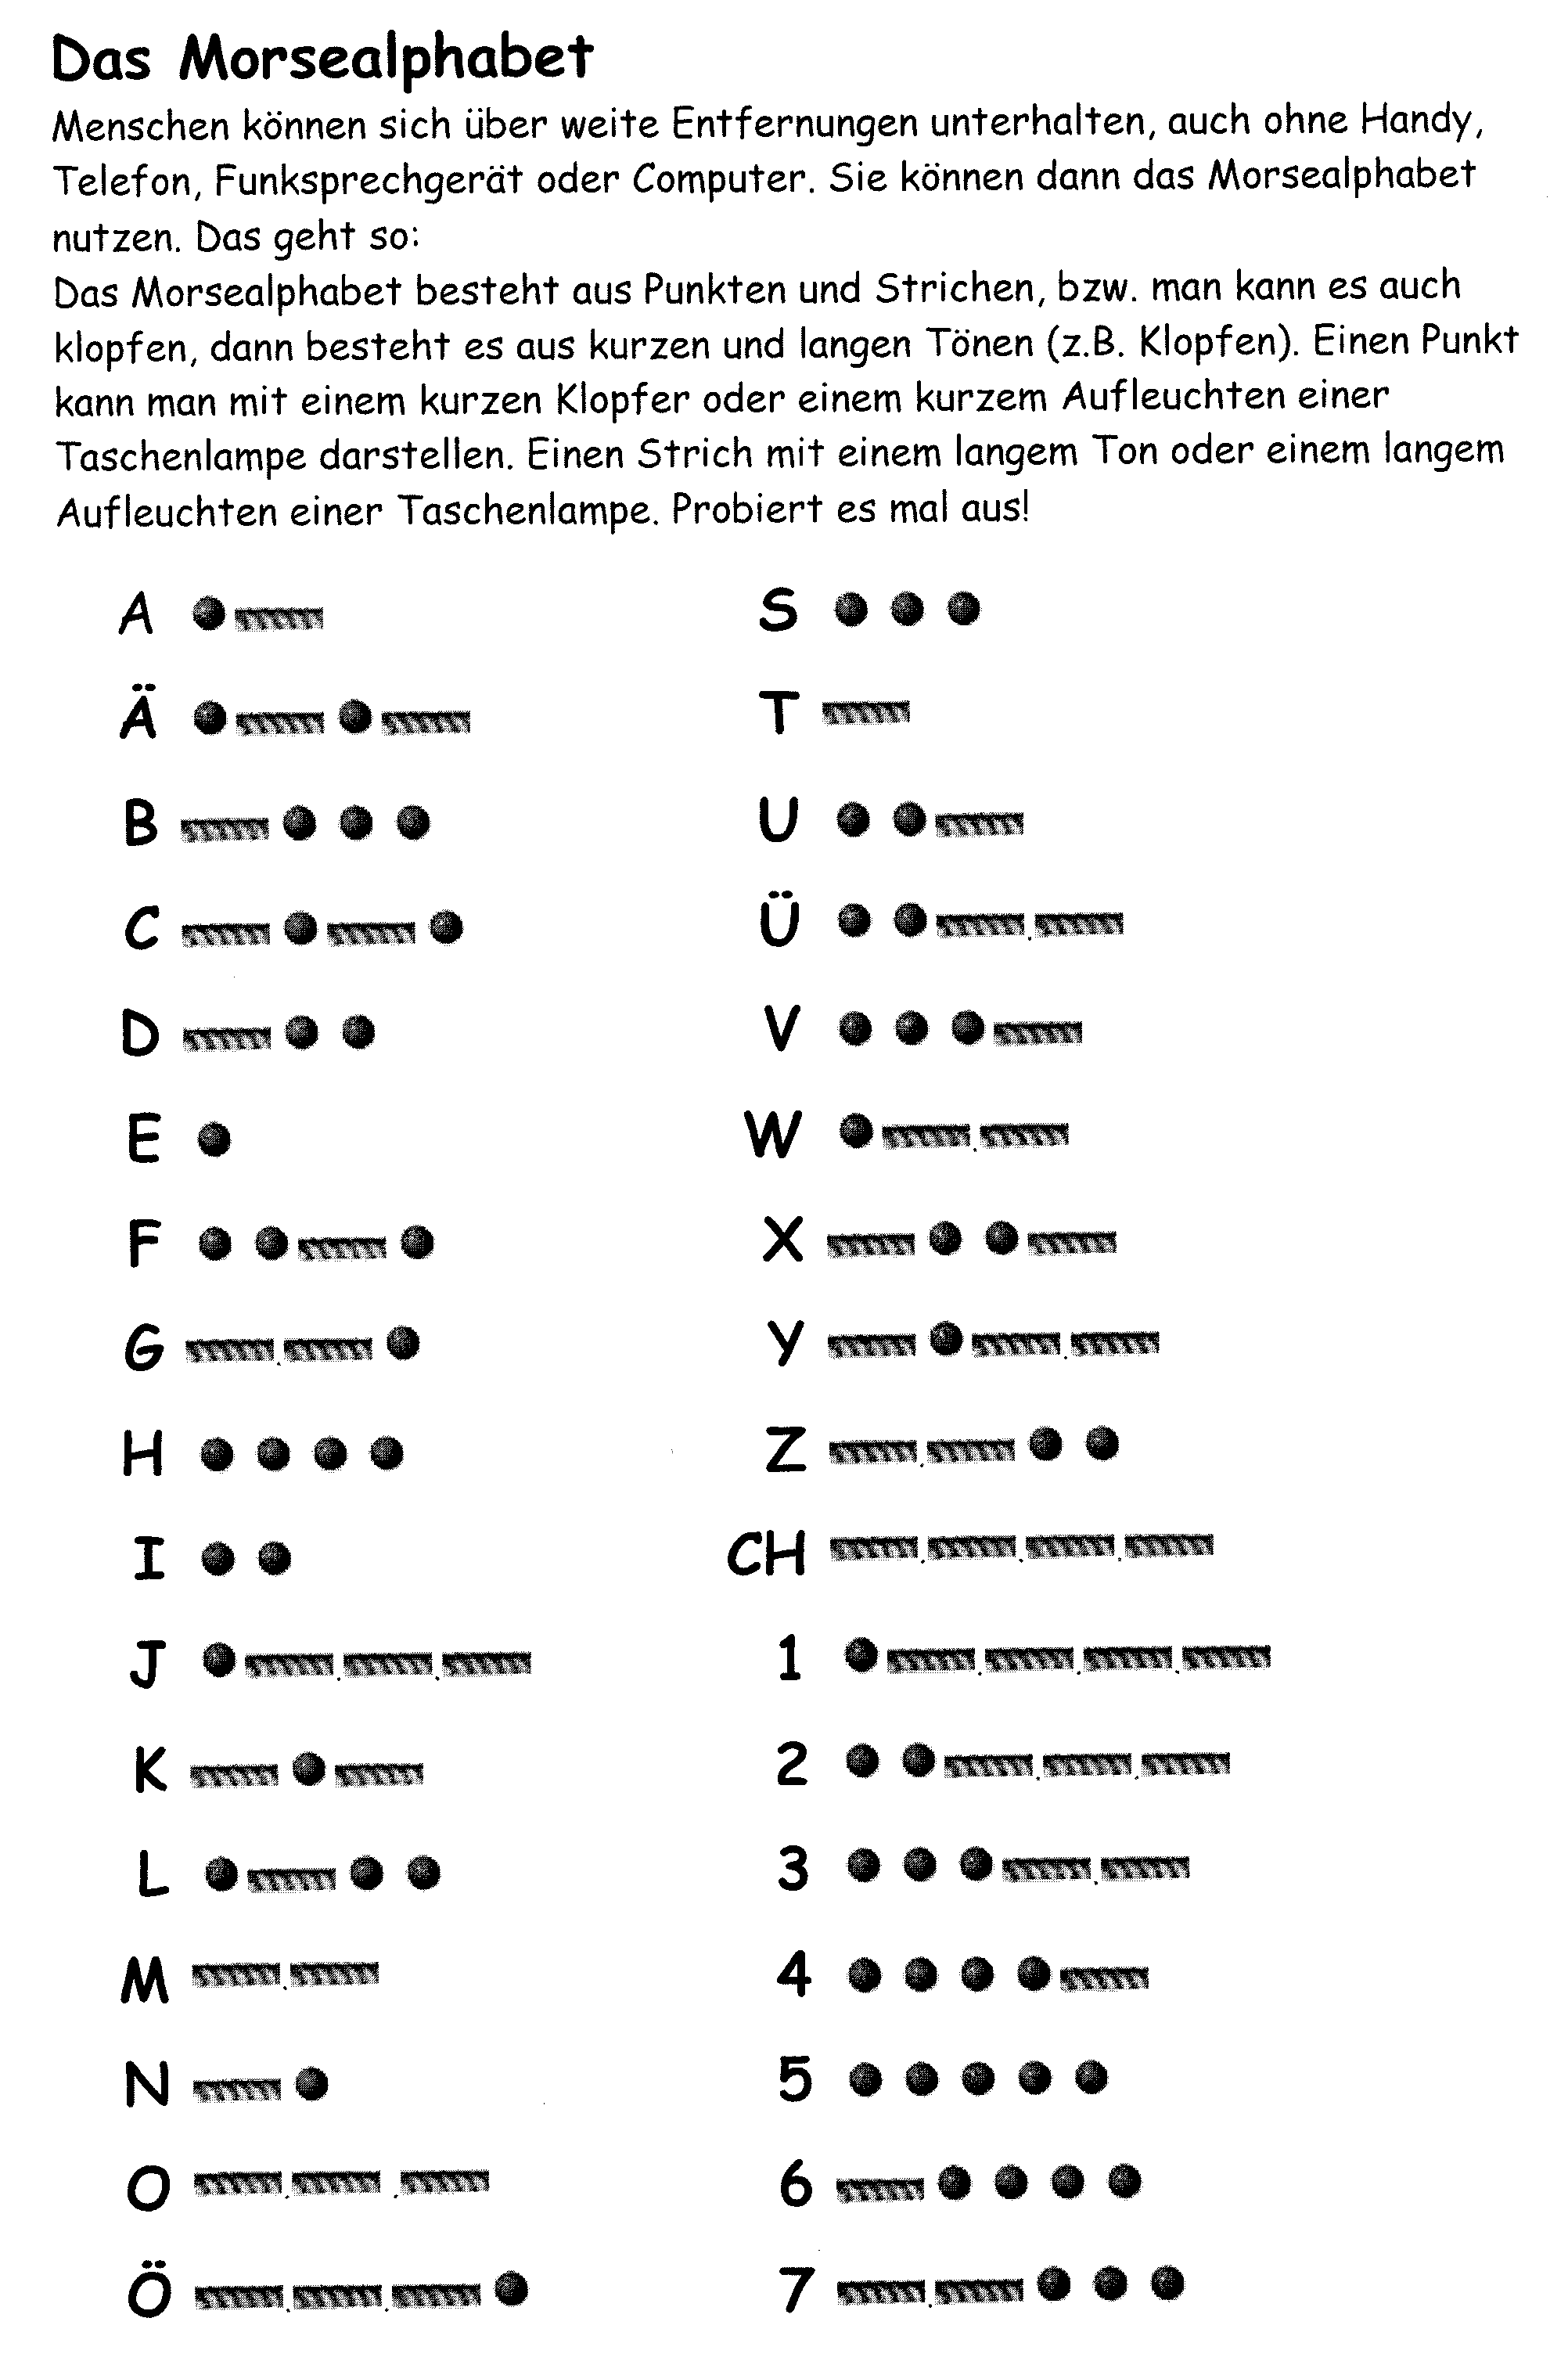 Das Morsealphabet
Menschen können sich über weite Entfernungen unterhalten, auch ohne Handy,
Telefon, Funksprechgerät oder Computer. Sie können dann das Morsealphabet
nutzen. Das geht so:
Das Morsealphabet besteht aus Punkten und Strichen, bzw. man kann es auch
klopfen, dann besteht es aus kurzen und langen Tönen (z.B. Klopfen). Einen Punkt
kann man mit einem kurzen Klopfer oder einem kurzem Aufleuchten einer
Taschenlampe darstellen. Einen Strich mit einem langem Ton oder einem langem
Aufleuchten einer Taschenlampe. Probiert es mal aus!
A
Ä
B
C
D
E
F
G
H
I
J
K
L
M
N
O
Ö
S
T
U
Ü
V
W
X
Y
Z
CH
1
2
3
4
5
6
7